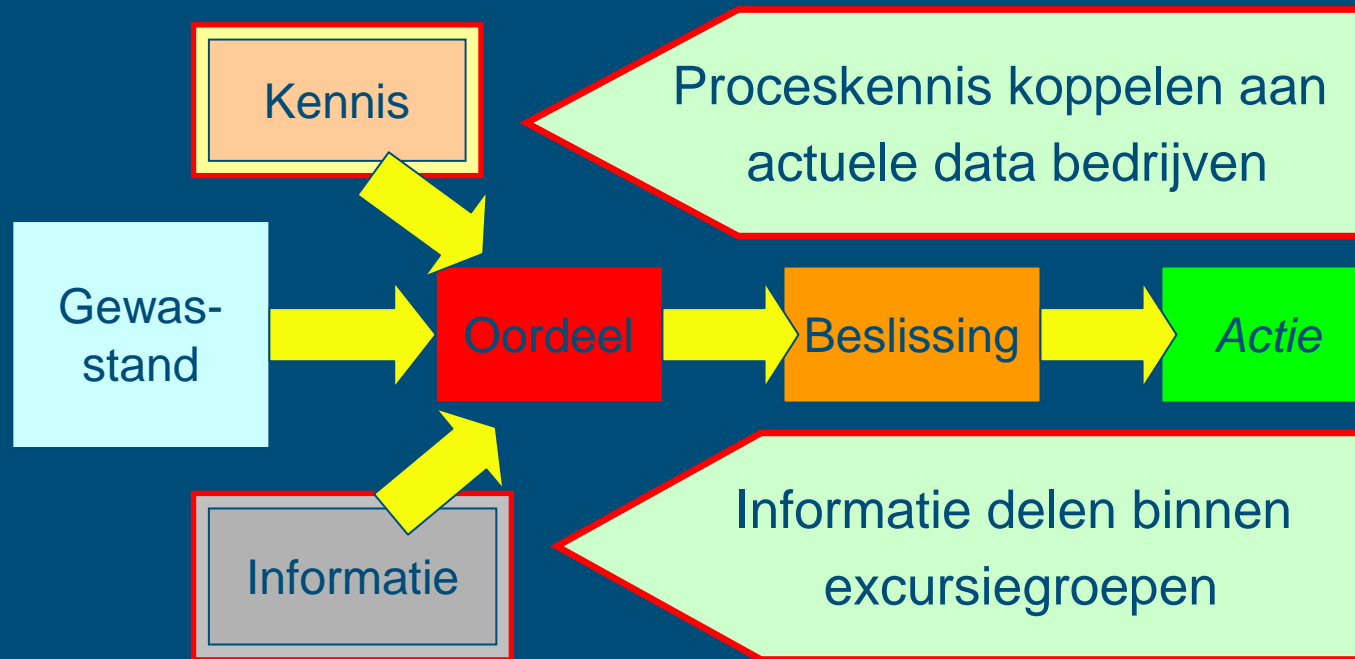 Kennis
Proceskennis koppelen aan
actuele data bedrijven
Gewas-
stand
Oordeel
Beslissing
Actie
Informatie
Informatie delen binnen
excursiegroepen